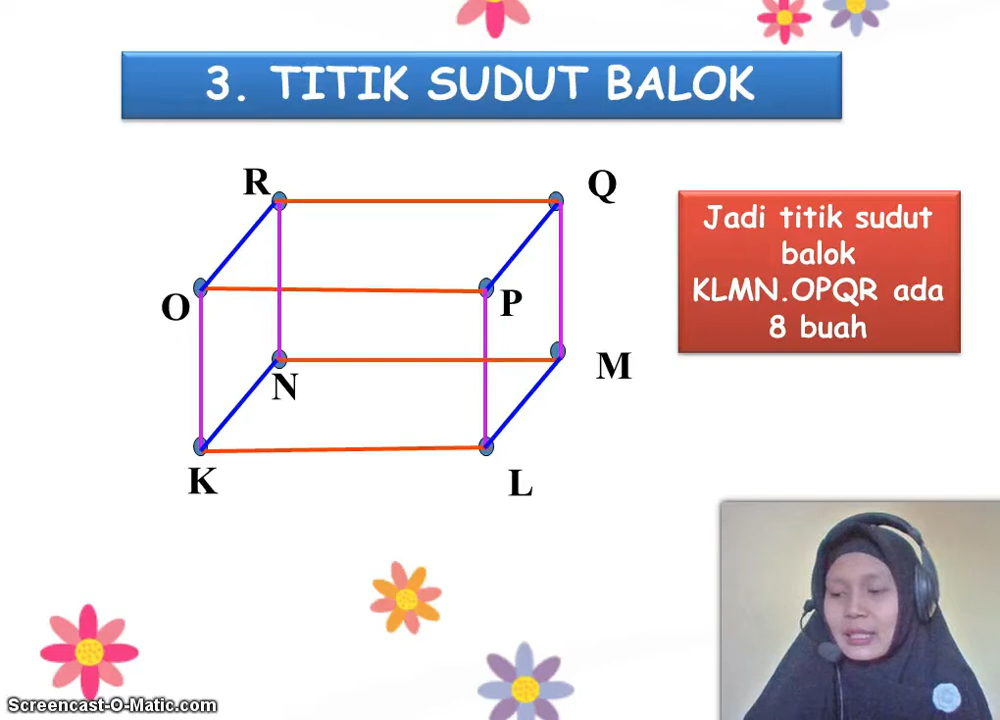 3. TITIK SUDUT BALOK
R
Q
Jadi titik sudut
balok
KLMN.OPQR ada
8 buah
O
P
N
M
K
L
Screencast-O-Matic.com